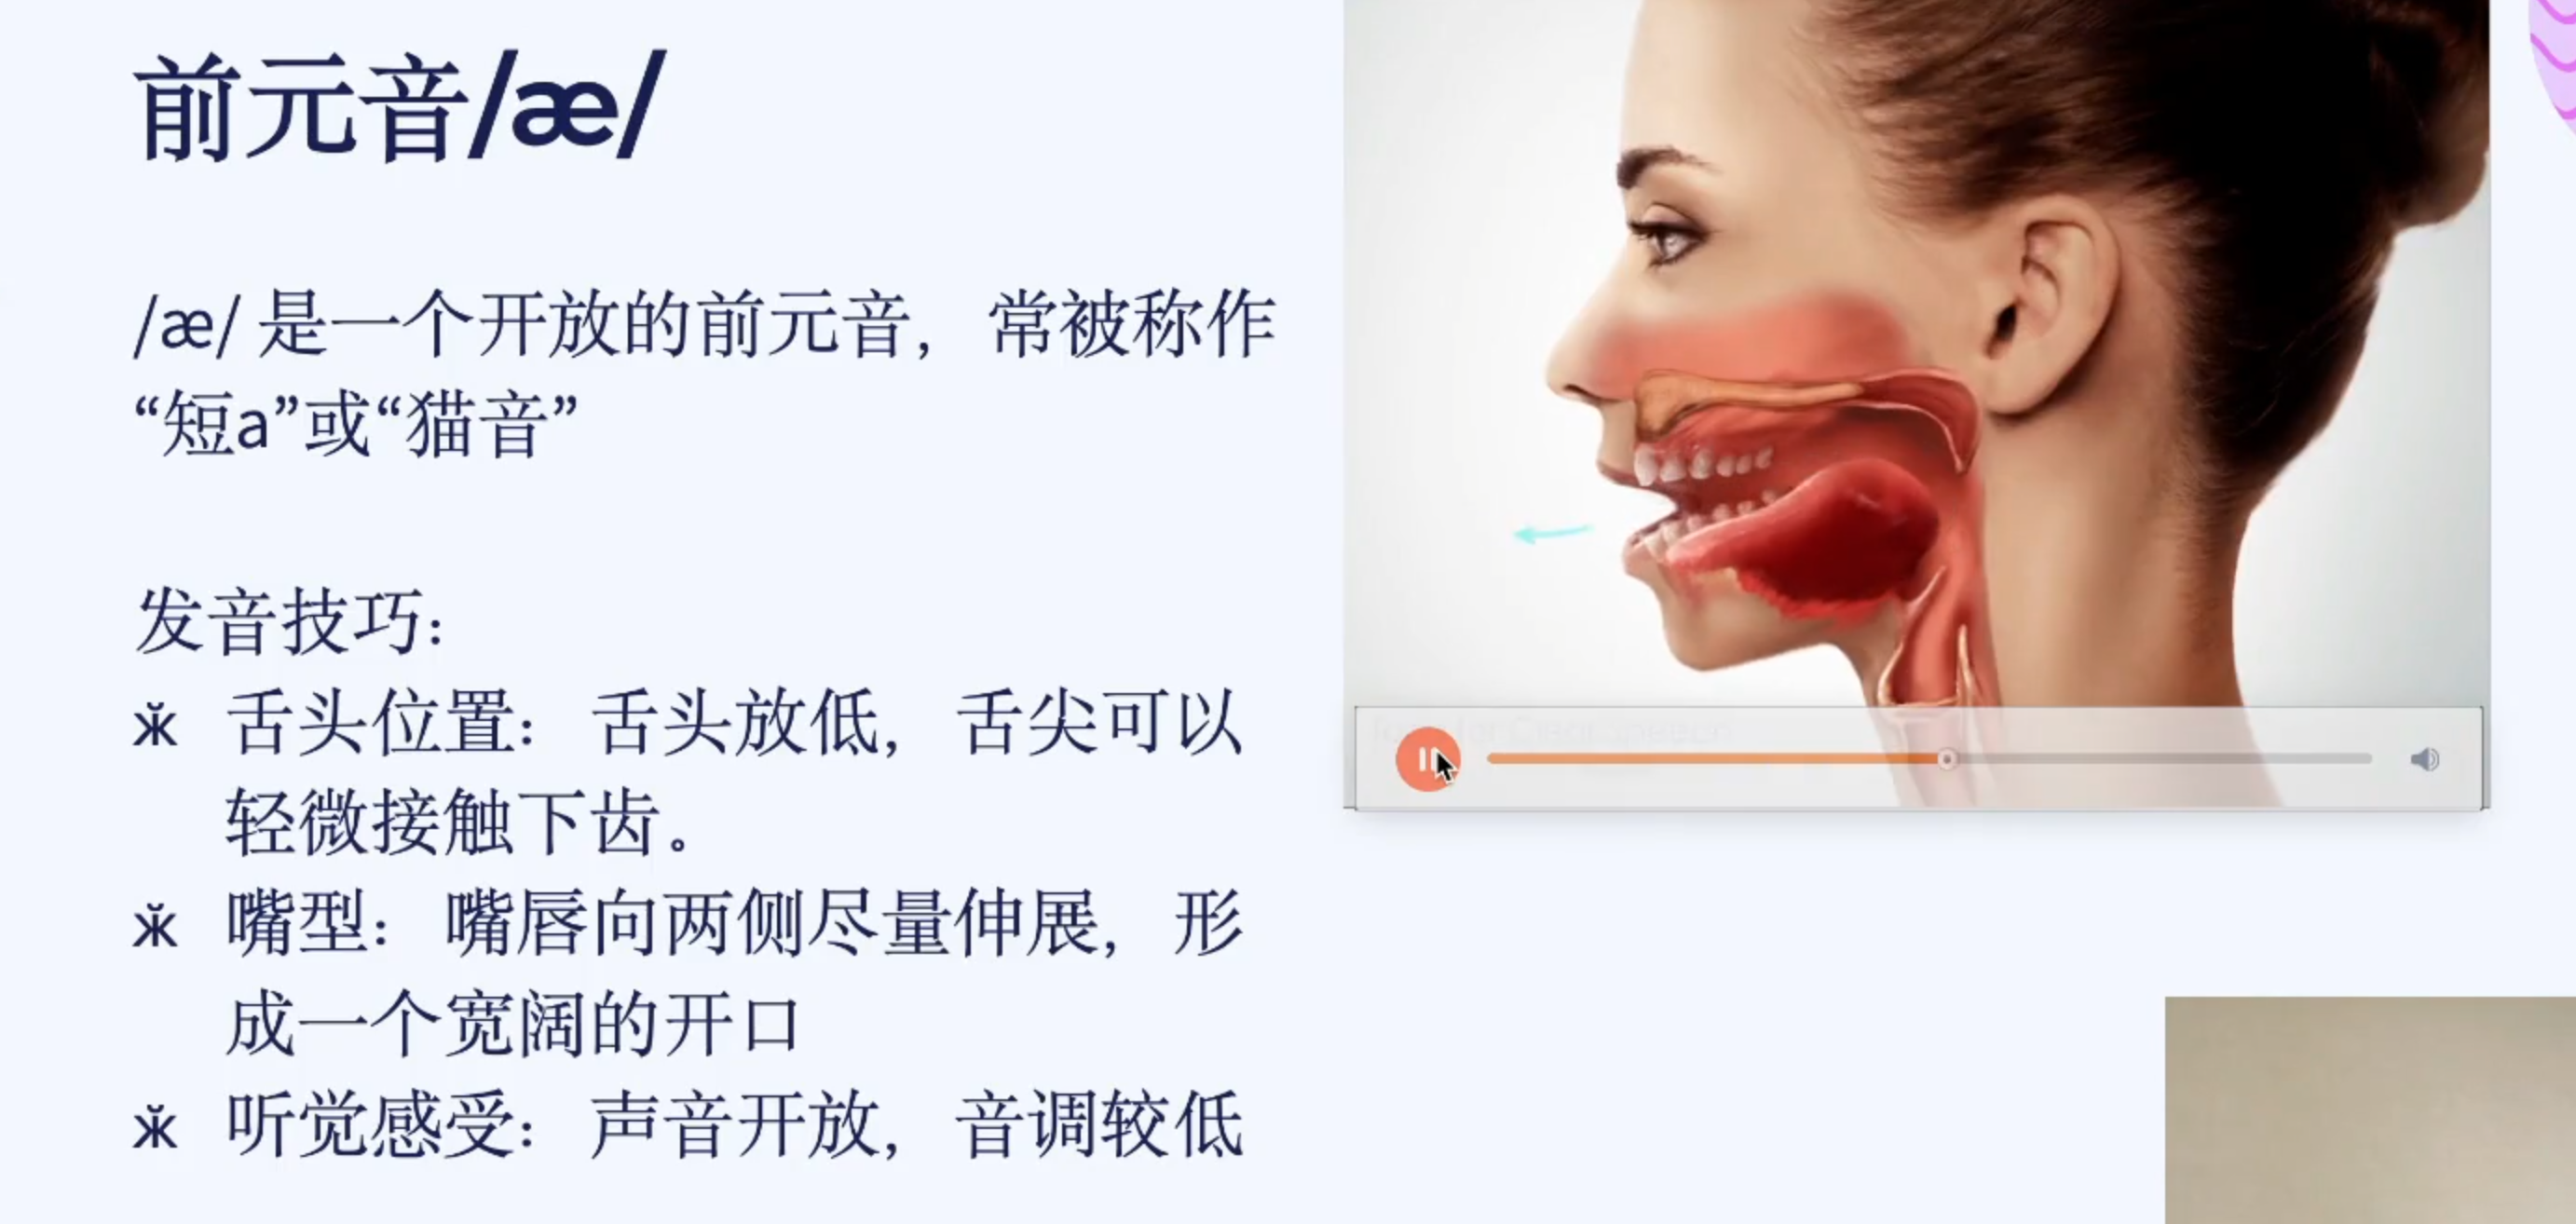 前元音/æ/
/æ/ 是一个开放的前元音，常被称作
“短a”或“猫音”
发音技巧：
ӝ 舌头位置：舌头放低，舌尖可以
轻微接触下齿。
ӝ 嘴型：嘴唇向两侧尽量伸展，形
成一个宽阔的开口
ӝ 听觉感受：声音开放，音调较低